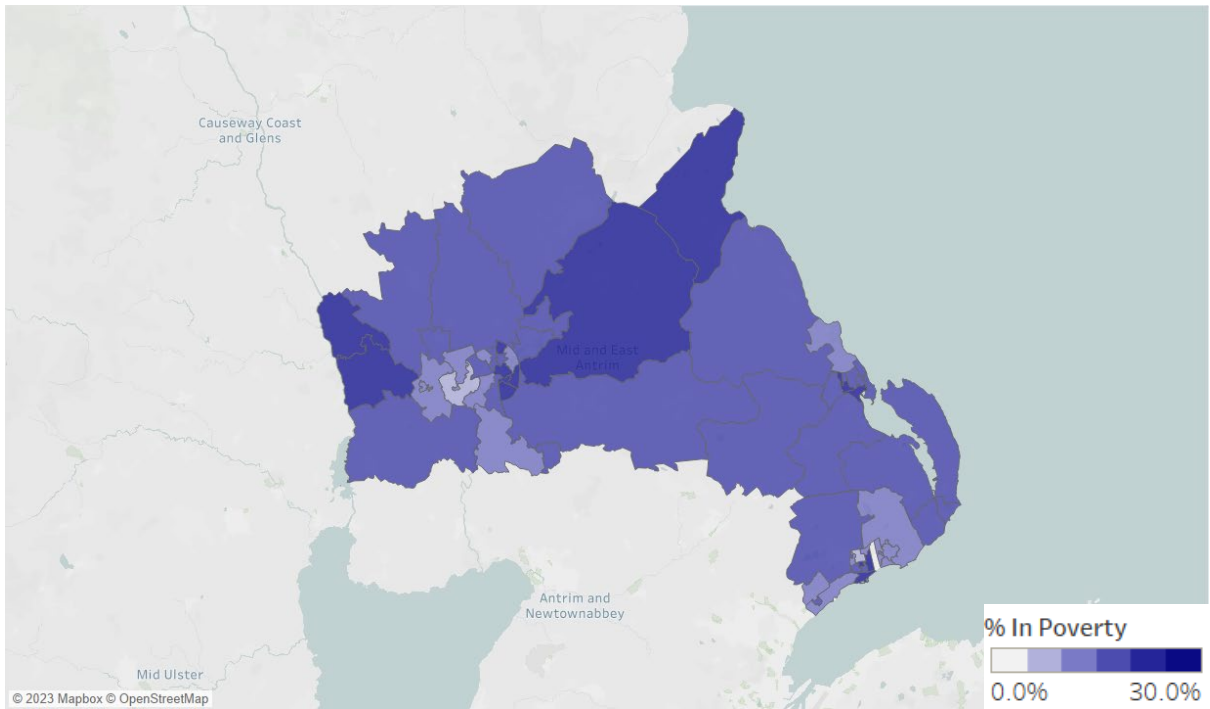 Causeway Coast
and Glens
Mid and East
Antrim
Antrim and
Newtownabbey
Mid Ulster
© 2023 Mapbox © OpenStreetMap
% In Poverty
0.0%
30.0%